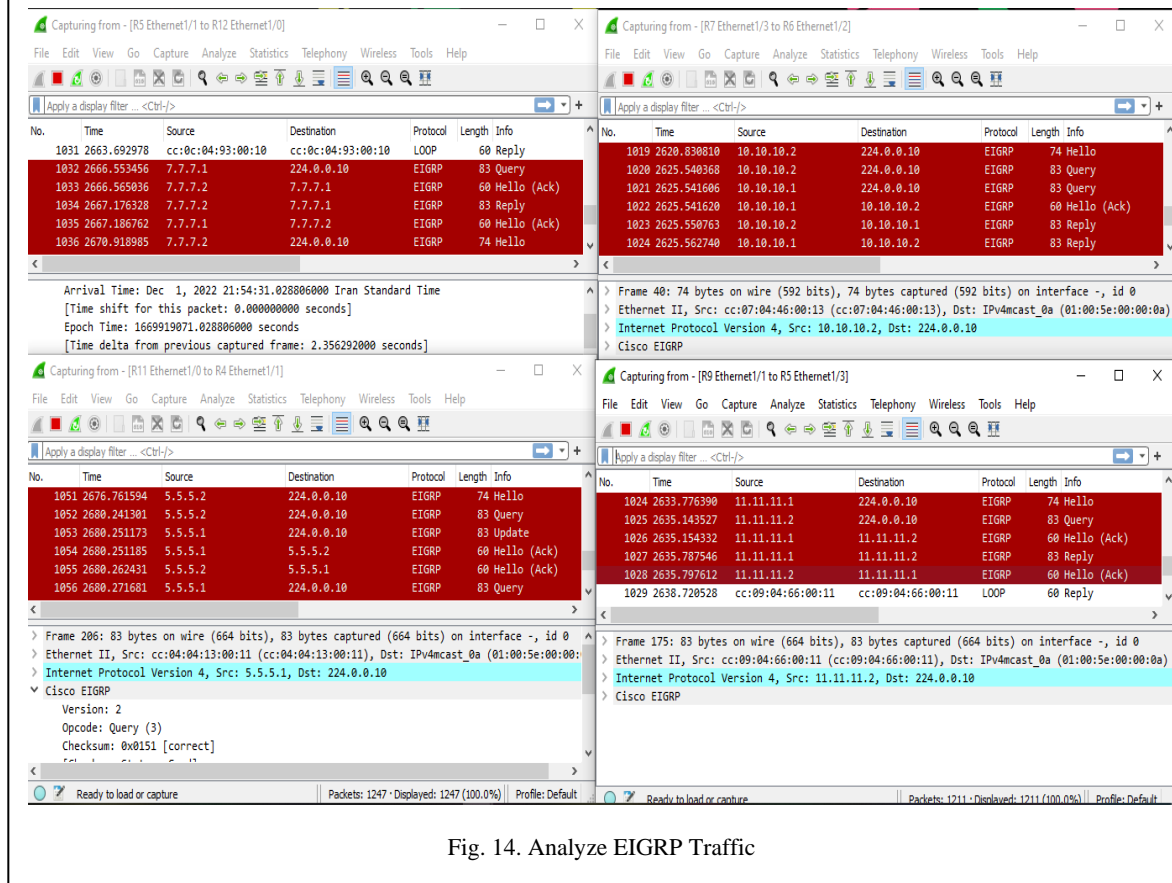 Capturing from - [R5 Ethernet1/1 to R12 Ethernet1/0]
File Edit View Go Capture Analyze Statistics Telephony Wireless Tools Help
Apply a display filter ... <Ctrl-/>
No. Time Source Destination Protocol Length Info
1031 2663.692978 cc:0c:04:93:00:10 cc:0c:04:93:00:10 LOOP 60 Reply
1032 2666.553456 7.7.7.1 224.0.0.10 EIGRP 83 Query
1033 2666.565036 7.7.7.2 7.7.7.1 EIGRP 60 Hello (Ack)
1034 2667.176328 7.7.7.2 7.7.7.1 EIGRP 83 Reply
1035 2667.186762 7.7.7.1 7.7.7.2 EIGRP 60 Hello (Ack)
1036 2670.918985 7.7.7.2 224.0.0.10 EIGRP 74 Hello
Arrival Time: Dec 1, 2022 21:54:31.028806000 Iran Standard Time
[Time shift for this packet: 0.000000000 seconds]
Epoch Time: 1669919071.028806000 seconds
[Time delta from previous captured frame: 2.356292000 seconds]
Capturing from - [R7 Ethernet1/3 to R6 Ethernet1/2]
File Edit View Go Capture Analyze Statistics Telephony Wireless Tools Help
Apply a display filter ... <Ctrl-/>
No. Time Source Destination Protocol Length Info
1019 2620.830810 10.10.10.2 224.0.0.10 EIGRP 74 Hello
1020 2625.540368 10.10.10.2 224.0.0.10 EIGRP 83 Query
1021 2625.541606 10.10.10.1 224.0.0.10 EIGRP 83 Query
1022 2625.541620 10.10.10.1 10.10.10.2 EIGRP 60 Hello (Ack)
1023 2625.550763 10.10.10.2 10.10.10.1 EIGRP 83 Reply
1024 2625.562740 10.10.10.1 10.10.10.2 EIGRP 83 Reply
Frame 40: 74 bytes on wire (592 bits), 74 bytes captured (592 bits) on interface -, id 0
Ethernet II, Src: cc:07:04:46:00:13 (cc:07:04:46:00:13), Dst: IPv4mcast_0a (01:00:5e:00:00:0a)
Internet Protocol Version 4, Src: 10.10.10.2, Dst: 224.0.0.10
Cisco EIGRP
Capturing from - [R11 Ethernet1/0 to R4 Ethernet1/1]
File Edit View Go Capture Analyze Statistics Telephony Wireless Tools Help
Apply a display filter ... <Ctrl-/>
No. Time Source Destination Protocol Length Info
1051 2676.761594 5.5.5.2 224.0.0.10 EIGRP 74 Hello
1052 2680.241301 5.5.5.2 224.0.0.10 EIGRP 83 Query
1053 2680.251173 5.5.5.1 224.0.0.10 EIGRP 83 Update
1054 2680.251185 5.5.5.1 5.5.5.2 EIGRP 60 Hello (Ack)
1055 2680.262431 5.5.5.2 5.5.5.1 EIGRP 60 Hello (Ack)
1056 2680.271681 5.5.5.1 224.0.0.10 EIGRP 83 Query
Frame 206: 83 bytes on wire (664 bits), 83 bytes captured (664 bits) on interface -, id 0
Ethernet II, Src: cc:04:04:13:00:11 (cc:04:04:13:00:11), Dst: IPv4mcast_0a (01:00:5e:00:00:
Internet Protocol Version 4, Src: 5.5.5.1, Dst: 224.0.0.10
Cisco EIGRP
Version: 2
Opcode: Query (3)
Checksum: 0x0151 [correct]
Ready to load or capture Packets: 1247 · Displayed: 1247 (100.0%) Profile: Default
Capturing from - [R9 Ethernet1/1 to R5 Ethernet1/3]
File Edit View Go Capture Analyze Statistics Telephony Wireless Tools Help
Apply a display filter ... <Ctrl-/>
No. Time Source Destination Protocol Length Info
1024 2633.776390 11.11.11.1 224.0.0.10 EIGRP 74 Hello
1025 2635.143527 11.11.11.2 224.0.0.10 EIGRP 83 Query
1026 2635.154332 11.11.11.1 11.11.11.2 EIGRP 60 Hello (Ack)
1027 2635.787546 11.11.11.1 11.11.11.2 EIGRP 83 Reply
1028 2635.797612 11.11.11.2 11.11.11.1 EIGRP 60 Hello (Ack)
1029 2638.720528 cc:09:04:66:00:11 cc:09:04:66:00:11 LOOP 60 Reply
Frame 175: 83 bytes on wire (664 bits), 83 bytes captured (664 bits) on interface -, id 0
Ethernet II, Src: cc:09:04:66:00:11 (cc:09:04:66:00:11), Dst: IPv4mcast_0a (01:00:5e:00:00:0a)
Internet Protocol Version 4, Src: 11.11.11.2, Dst: 224.0.0.10
Cisco EIGRP
Ready to load or capture Packets: 1211 · Displayed: 1211 (100.0%) Profile: Default
Fig. 14. Analyze EIGRP Traffic